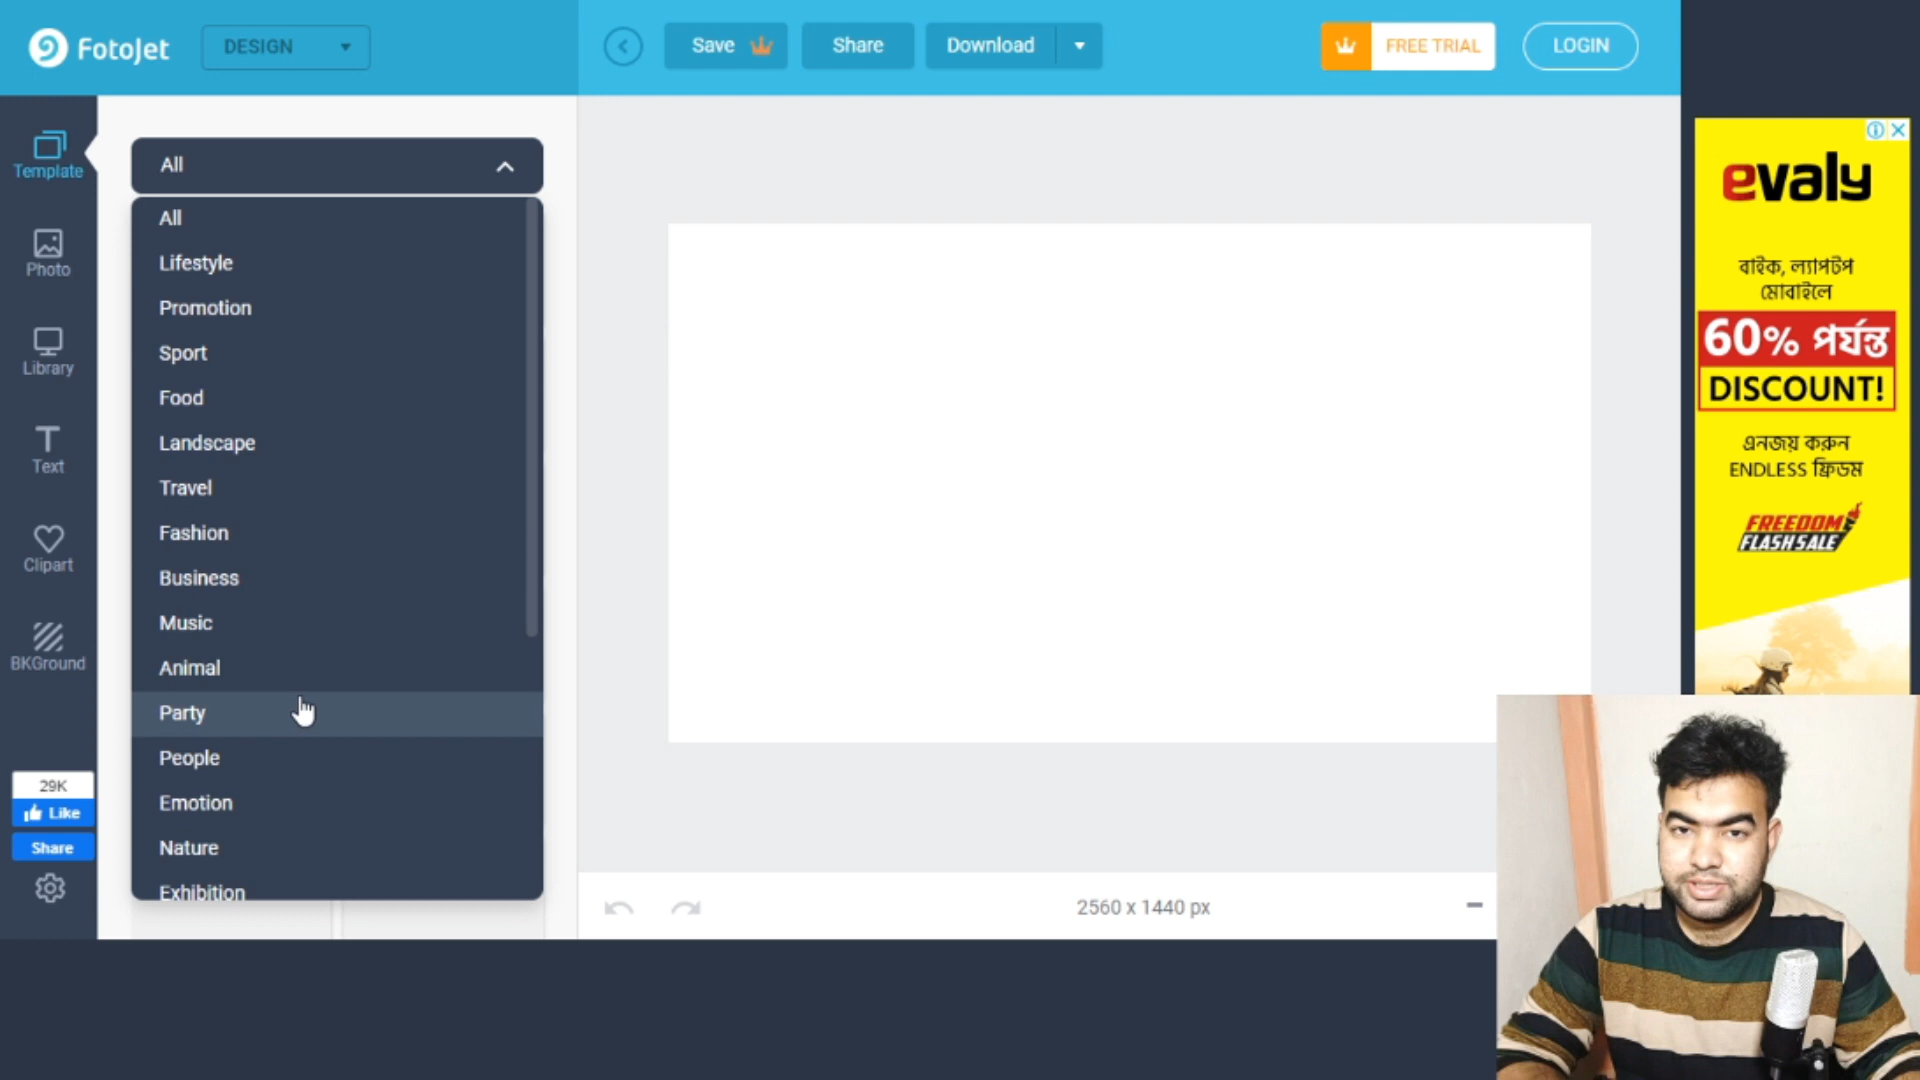 FotoJet
DESIGN
Save
Share
Download
FREE TRIAL
LOGIN
Template
Photo
Library
Text
Clipart
BKGround
29K
Like
Share
All
All
Lifestyle
Promotion
Sport
Food
Landscape
Travel
Fashion
Business
Music
Animal
Party
People
Emotion
Nature
Exhibition
2560 x 1440 px
evaly
বাইক, ল্যাপটপ
মোবাইলে
60% পর্যন্ত
DISCOUNT!
এনজয় করুন
ENDLESS ফ্রিডম
FREEDOM
FLASH SALE